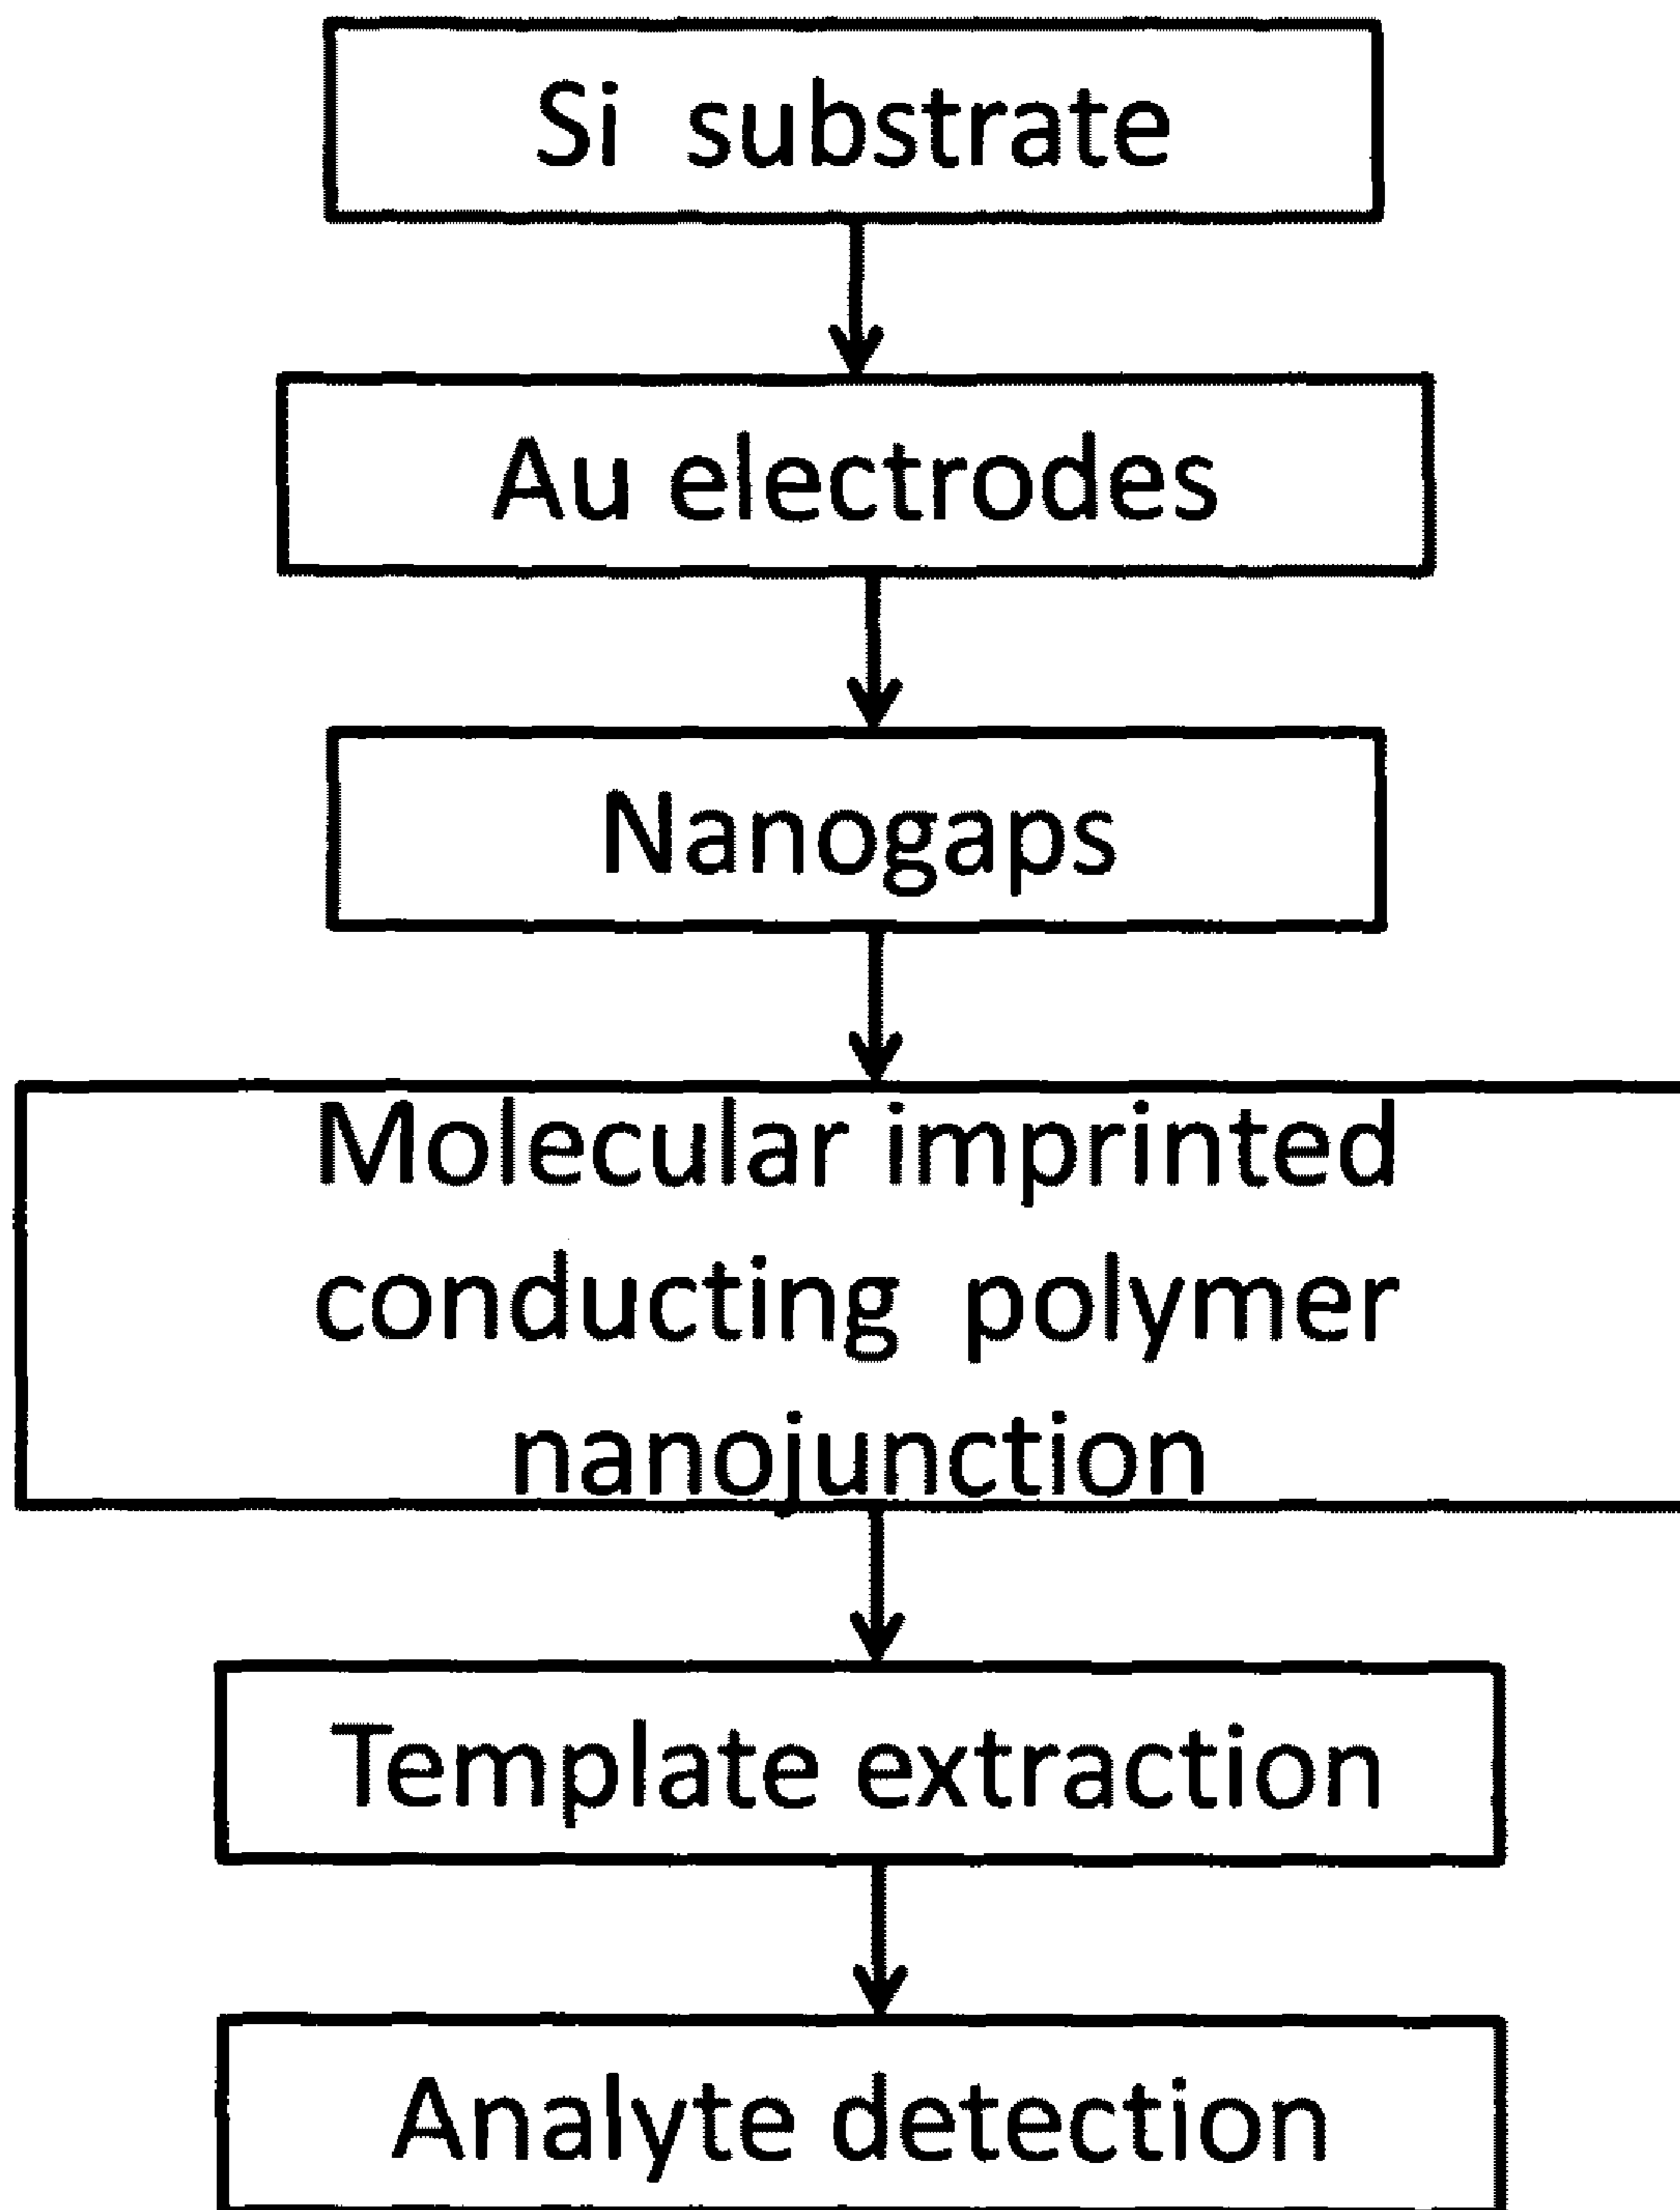 Si substrate
Au electrodes
Nanogaps
Molecular imprinted
conducting polymer
nanojunction
Template extraction
Analyte detection